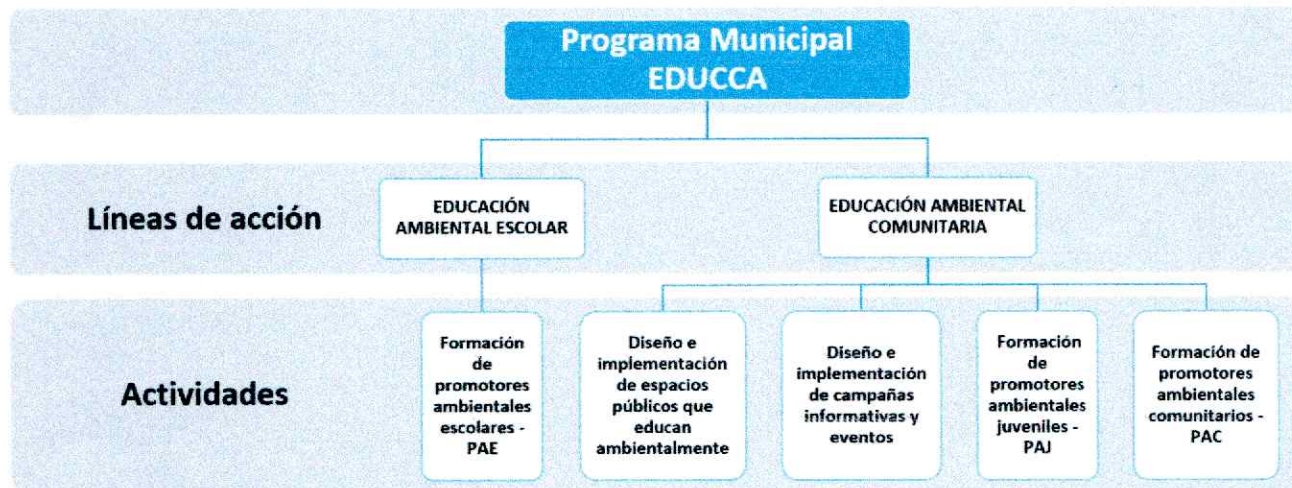 Programa Municipal
EDUCCA
Líneas de acción
EDUCACIÓN
AMBIENTAL ESCOLAR
EDUCACIÓN AMBIENTAL
COMUNITARIA
Actividades
Formación
de
promotores
ambientales
escolares -
PAE
Diseño e
implementación
de espacios
públicos que
educan
ambientalmente
Diseño e
implementación
de campañas
informativas y
eventos
Formación
de
promotores
ambientales
juveniles -
PAJ
Formación de
promotores
ambientales
comunitarios -
PAC